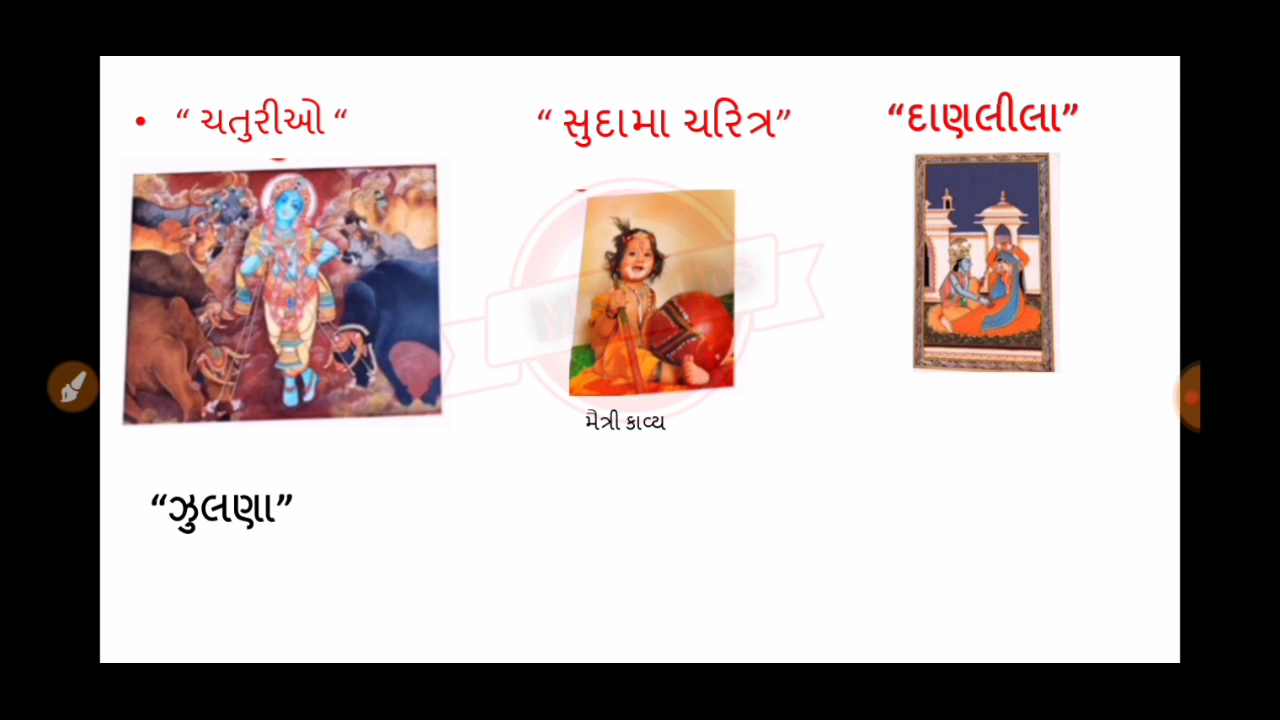 • “ ચતુરીઓ “
“ સુદામા ચરિત્ર”
“દાણલીલા”
મૈત્રી કાવ્ય
“ઝુલણા”